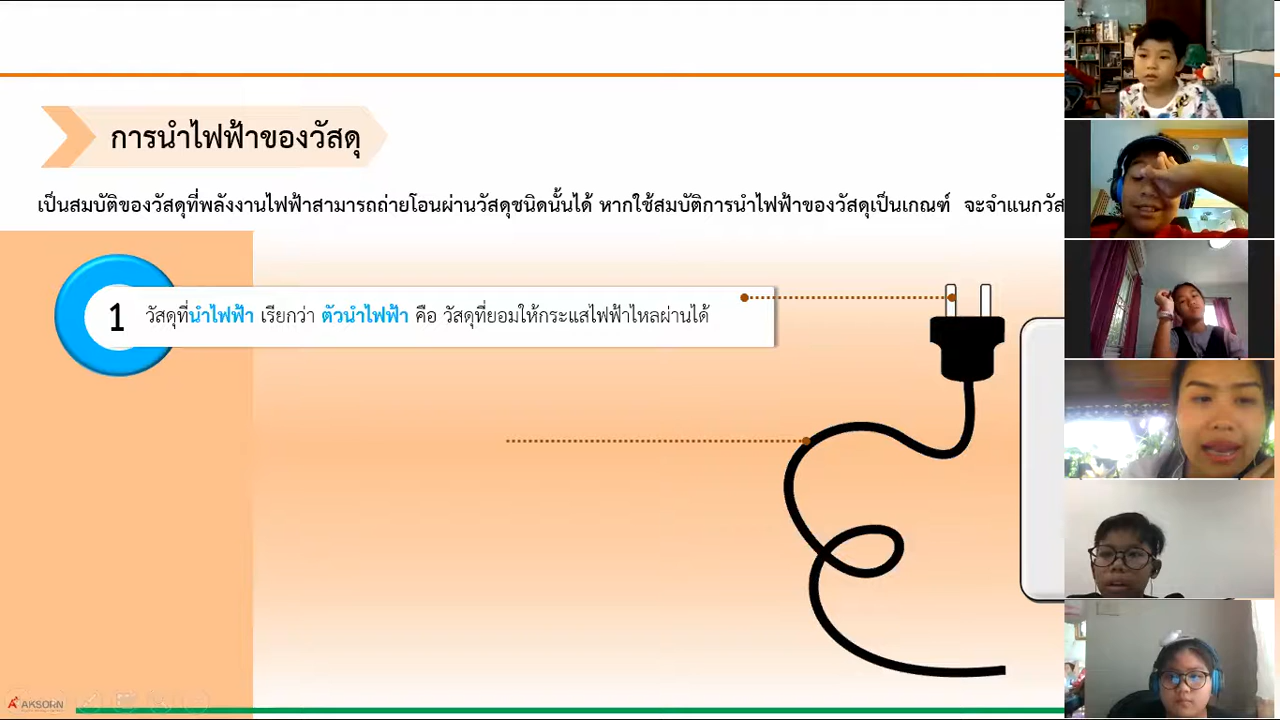 การนำไฟฟ้าของวัสดุ
เป็นสมบัติของวัสดุที่พลังงานไฟฟ้าสามารถถ่ายโอนผ่านวัสดุชนิดนั้นได้ หากใช้สมบัติการนำไฟฟ้าของวัสดุเป็นเกณฑ์ จะจำแนกวัส
1 วัสดุที่นำไฟฟ้า เรียกว่า ตัวนำไฟฟ้า คือ วัสดุที่ยอมให้กระแสไฟฟ้าไหลผ่านได้
AKSORN